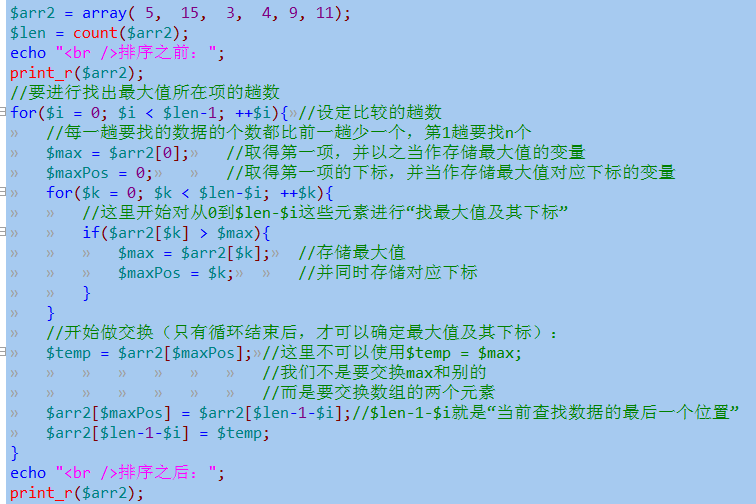 $arr2 = array( 5,  15,  3,  4, 9, 11);
$len = count($arr2);
echo "<br />排序之前：";
print_r($arr2);
//要进行找出最大值所在项的趟数
for($i = 0; $i < $len-1; ++$i){ //设定比较的趟数
//每一趟要找的数据的个数都比前一趟少一个，第1趟要找n个
$max = $arr2[0]; //取得第一项，并以之当作存储最大值的变量
$maxPos = 0; //取得第一项的下标，并当作存储最大值对应下标的变量
for($k = 0; $k < $len-$i; ++$k){
//这里开始对从0到$len-$i这些元素进行“找最大值及其下标”
if($arr2[$k] > $max){
$max = $arr2[$k]; //存储最大值
$maxPos = $k; //并同时存储对应下标
}
}
//开始做交换（只有循环结束后，才可以确定最大值及其下标）：
$temp = $arr2[$maxPos]; //这里不可以使用$temp = $max;
//我们不是要交换max和别的
//而是要交换数组的两个元素
$arr2[$maxPos] = $arr2[$len-1-$i];//$len-1-$i就是“当前查找数据的最后一个位置”
$arr2[$len-1-$i] = $temp;
}
echo "<br />排序之后：";
print_r($arr2);